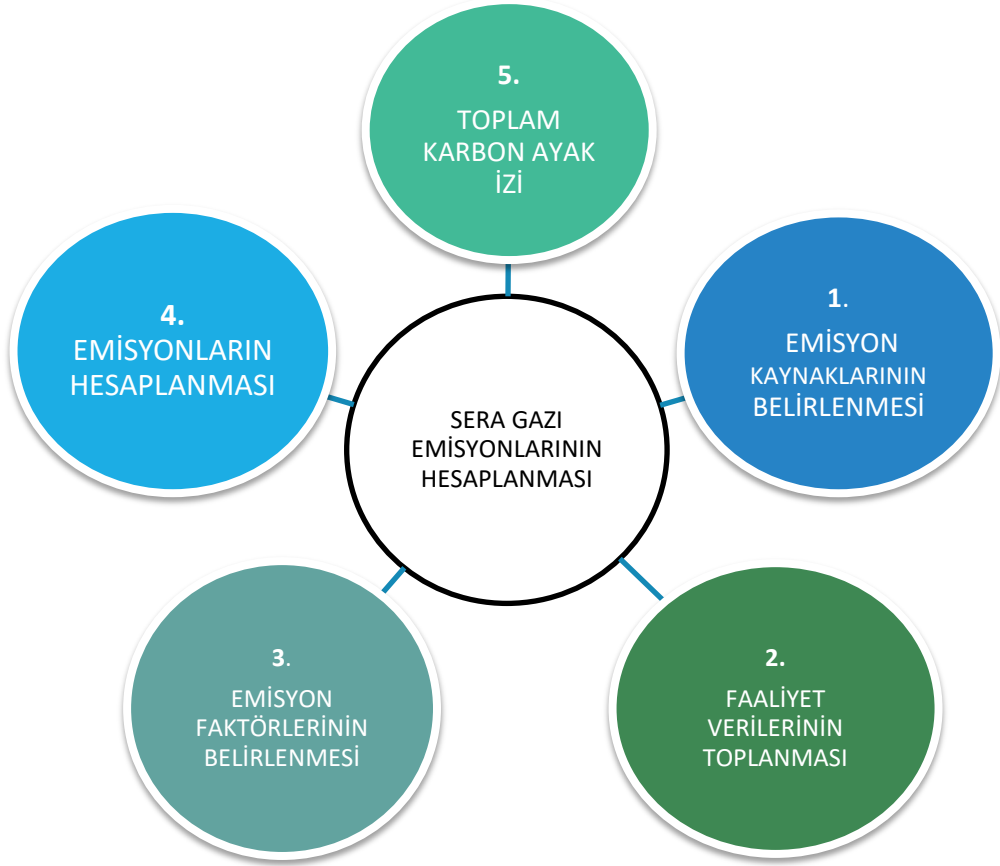 5.
TOPLAM
KARBON AYAK
İZİ
1.
EMİSYON
KAYNAKLARININ
BELİRLENMESİ
2.
FAALİYET
VERİLERİNİN
TOPLANMASI
3.
EMİSYON
FAKTÖRLERİNİN
BELİRLENMESİ
4.
EMİSYONLARIN
HESAPLANMASI
SERA GAZI
EMİSYONLARININ
HESAPLANMASI